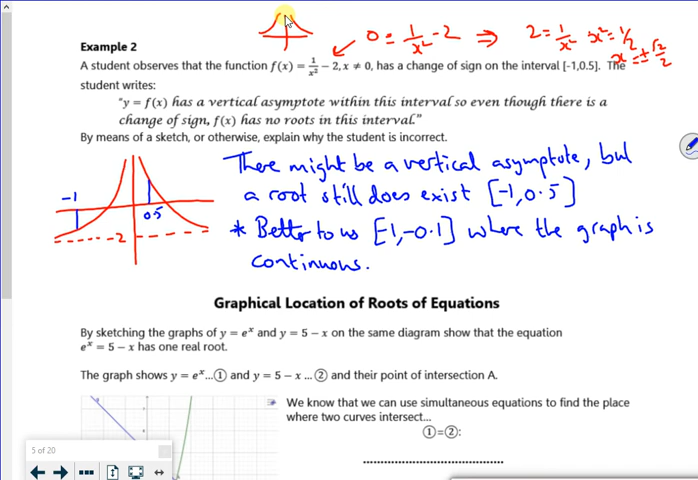 0 = 1/x² - 2 ⇒ 2 = 1/x² x² = 1/2
x = ± √2/2
Example 2
A student observes that the function f(x) = 1/x² − 2, x ≠ 0, has a change of sign on the interval [-1,0.5]. The
student writes:
"y = f(x) has a vertical asymptote within this interval so even though there is a
change of sign, f(x) has no roots in this interval."
By means of a sketch, or otherwise, explain why the student is incorrect.
There might be a vertical asymptote, but
a root still does exist [-1, 0.5]
* Better to us [-1, -0.1] where the graph is
continuous.
-1
0.5
-2
Graphical Location of Roots of Equations
By sketching the graphs of y = eˣ and y = 5 − x on the same diagram show that the equation
eˣ = 5 − x has one real root.
The graph shows y = eˣ...① and y = 5 − x ...② and their point of intersection A.
We know that we can use simultaneous equations to find the place
where two curves intersect...
①=②:
5 of 20